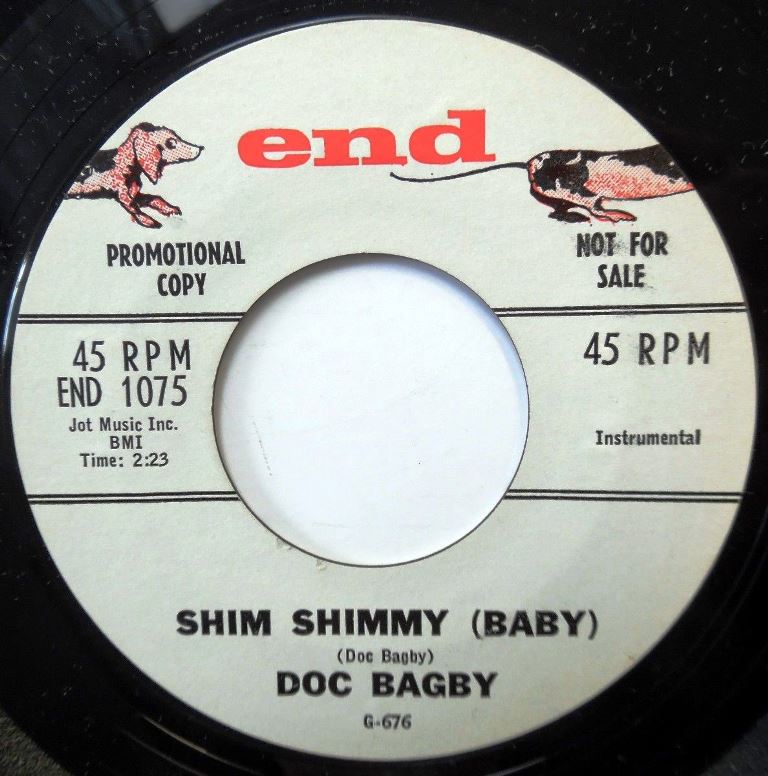 end
PROMOTIONAL
COPY
NOT FOR
SALE
45 RPM
END 1075
Jot Music Inc.
BMI
Time: 2:23
45 RPM
Instrumental
SHIM SHIMMY (BABY)
(Doc Bagby)
DOC BAGBY
G-676